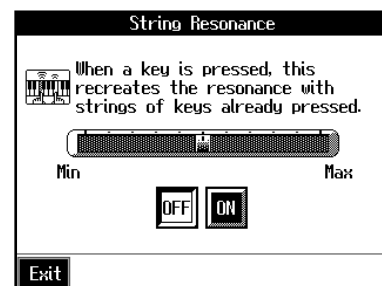 String Resonance
When a key is pressed, this
recreates the resonance with
strings of keys already pressed.
Min Max
OFF ON
Exit